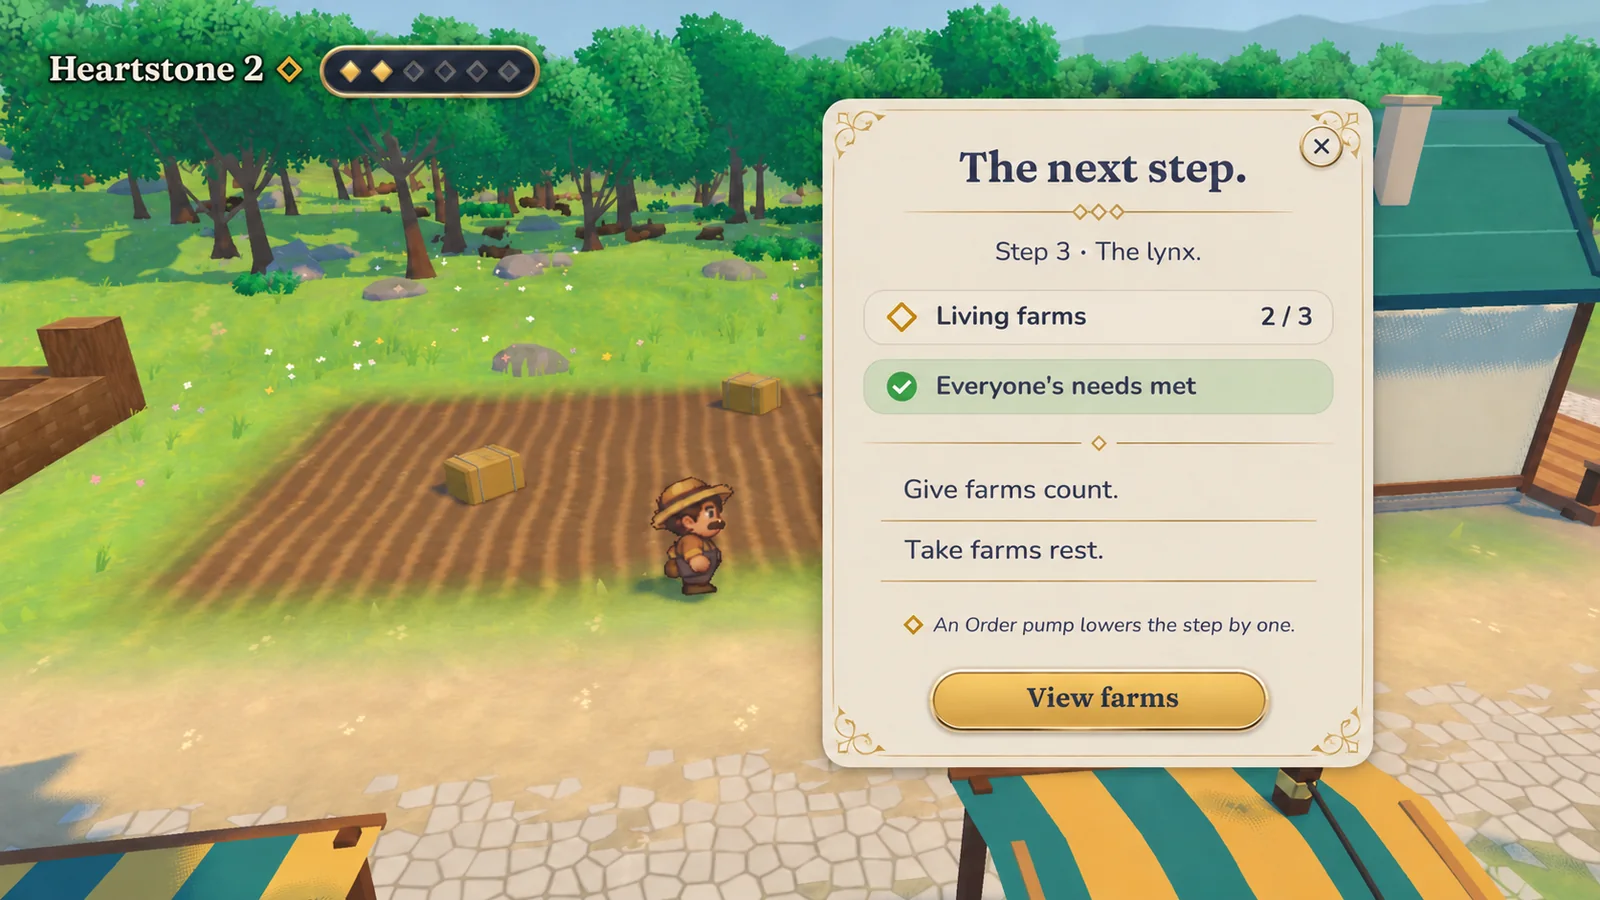 Heartstone 2
The next step.
Step 3 • The lynx.
Living farms 2 / 3
Everyone's needs met
Give farms count.
Take farms rest.
An Order pump lowers the step by one.
View farms